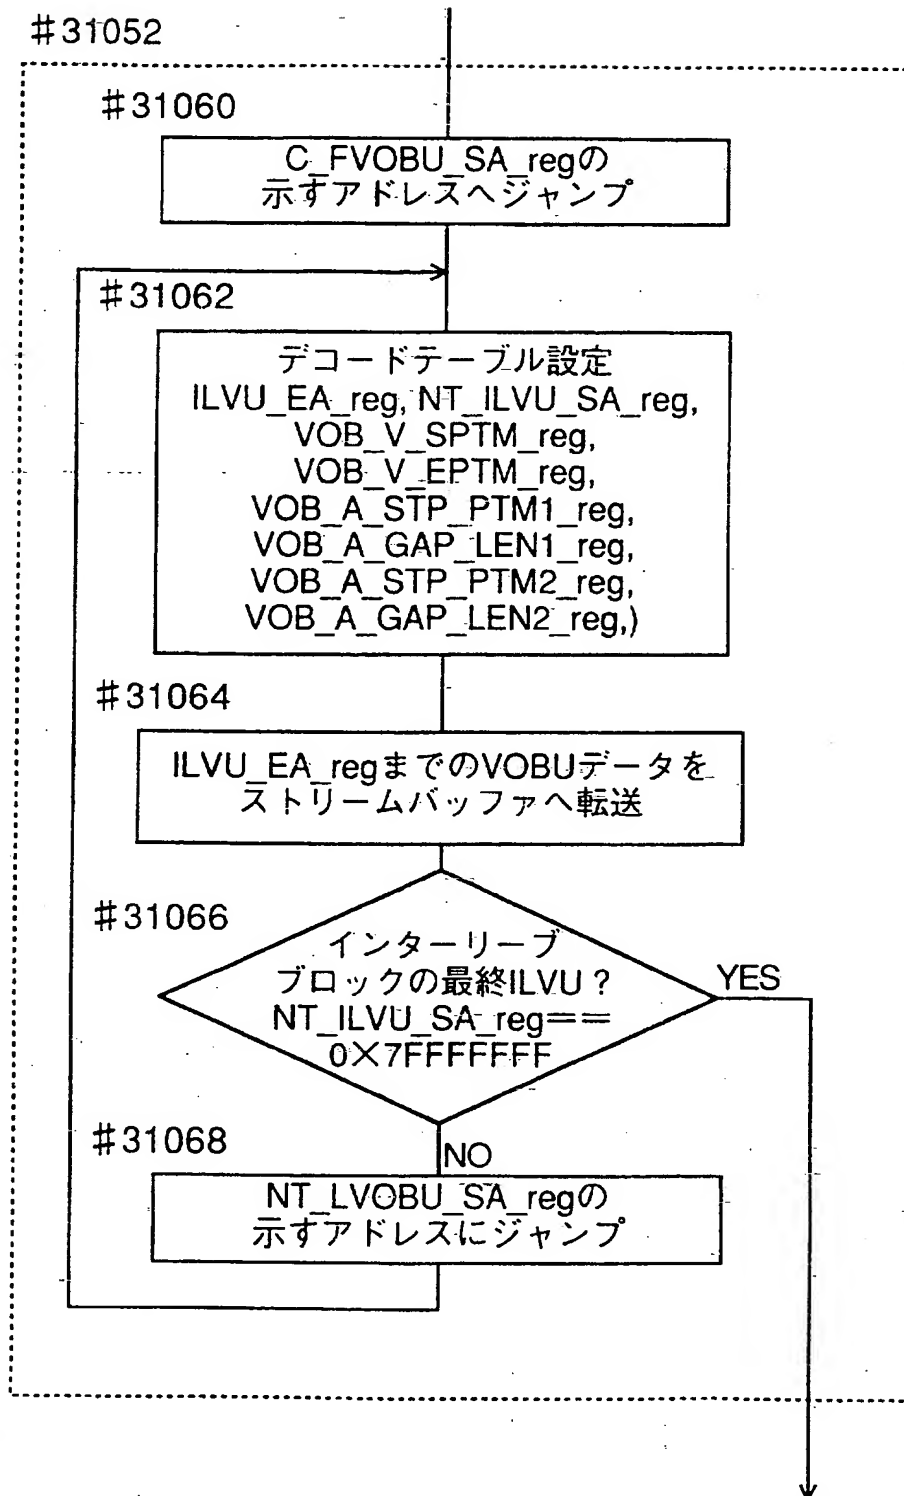 #31052
#31060
C_FVOBU_SA_regの
示すアドレスへジャンプ
#31062
デコードテーブル設定
ILVU_EA_reg, NT_ILVU_SA_reg,
VOB_V_SPTM_reg,
VOB_V_EPTM_reg,
VOB_A_STP_PTM1_reg,
VOB_A_GAP_LEN1_reg,
VOB_A_STP_PTM2_reg,
VOB_A_GAP_LEN2_reg,)
#31064
ILVU_EA_regまでのVOBUデータを
ストリームバッファへ転送
#31066
インターリーブ
ブロックの最終ILVU?
NT_ILVU_SA_reg==
0×7FFFFFFF
YES
#31068
NO
NT_LVOBU_SA_regの
示すアドレスにジャンプ